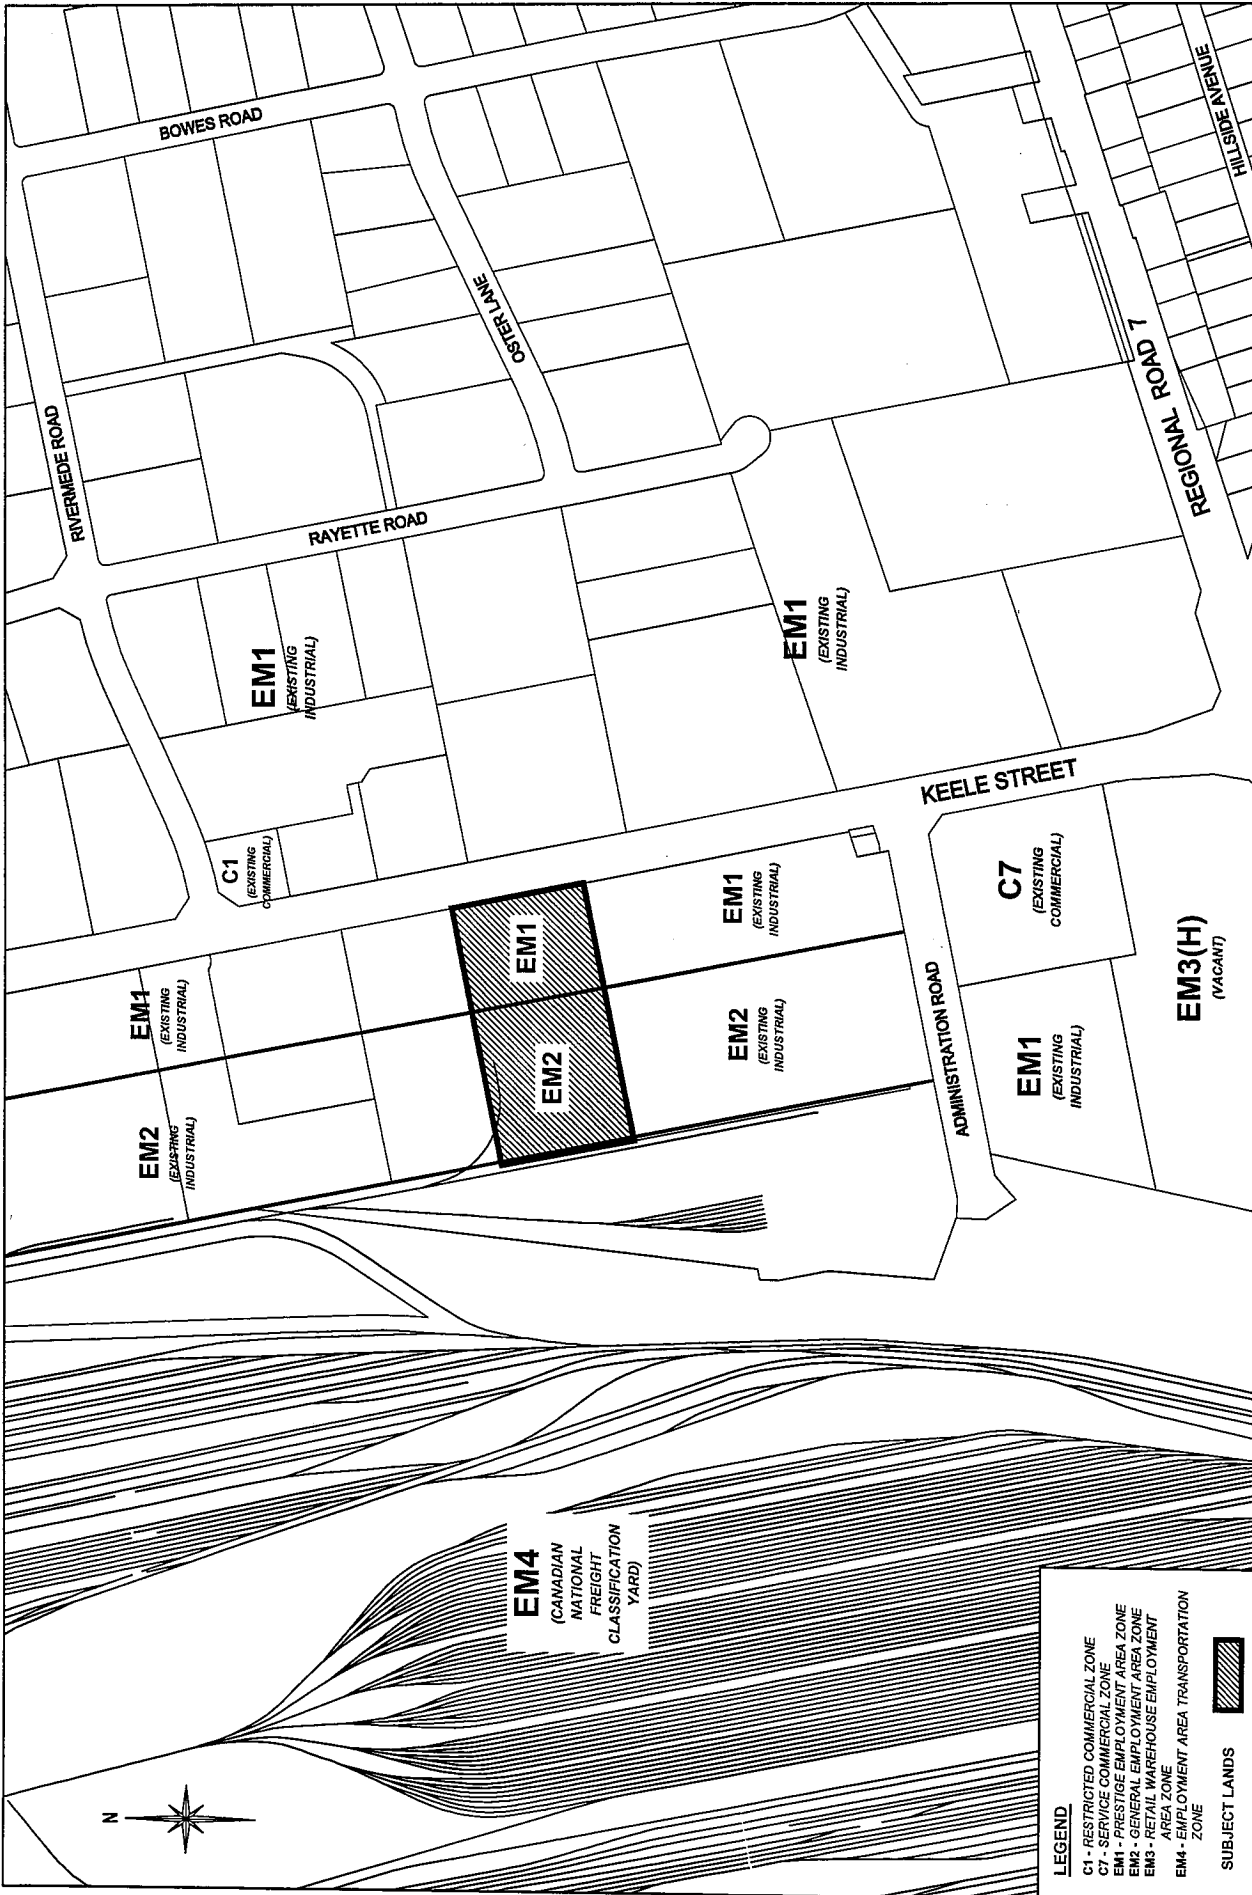 BOWES ROAD
RIVERMEDE ROAD
OSTER LANE
RAYETTE ROAD
HILLSIDE AVENUE
REGIONAL ROAD 7
KEELE STREET
ADMINISTRATION ROAD
EM1
(EXISTING
INDUSTRIAL)
EM1
(EXISTING
INDUSTRIAL)
C1
(EXISTING
COMMERCIAL)
EM1
(EXISTING
INDUSTRIAL)
EM2
(EXISTING
INDUSTRIAL)
EM1
EM2
EM1
(EXISTING
INDUSTRIAL)
EM2
(EXISTING
INDUSTRIAL)
C7
(EXISTING
COMMERCIAL)
EM1
(EXISTING
INDUSTRIAL)
EM3(H)
(VACANT)
EM4
(CANADIAN
NATIONAL
FREIGHT
CLASSIFICATION
YARD)
N
LEGEND
C1 - RESTRICTED COMMERCIAL ZONE
C7 - SERVICE COMMERCIAL ZONE
EM1 - PRESTIGE EMPLOYMENT AREA ZONE
EM2 - GENERAL EMPLOYMENT AREA ZONE
EM3 - RETAIL WAREHOUSE EMPLOYMENT
AREA ZONE
EM4 - EMPLOYMENT AREA TRANSPORTATION
ZONE
SUBJECT LANDS